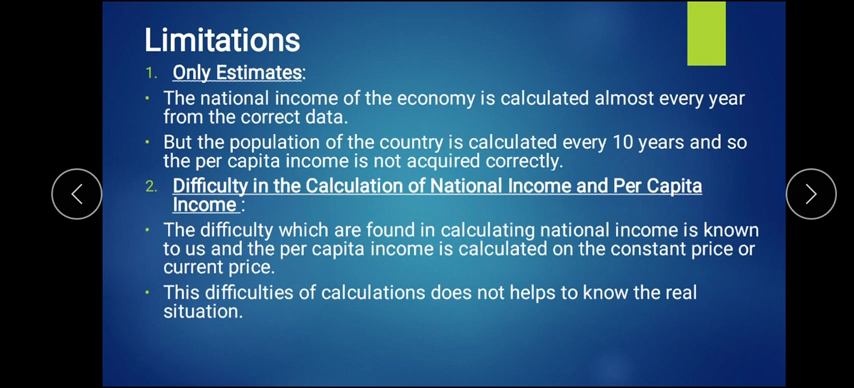 Limitations
1. Only Estimates:
• The national income of the economy is calculated almost every year
from the correct data.
• But the population of the country is calculated every 10 years and so
the per capita income is not acquired correctly.
2. Difficulty in the Calculation of National Income and Per Capita
Income :
• The difficulty which are found in calculating national income is known
to us and the per capita income is calculated on the constant price or
current price.
• This difficulties of calculations does not helps to know the real
situation.